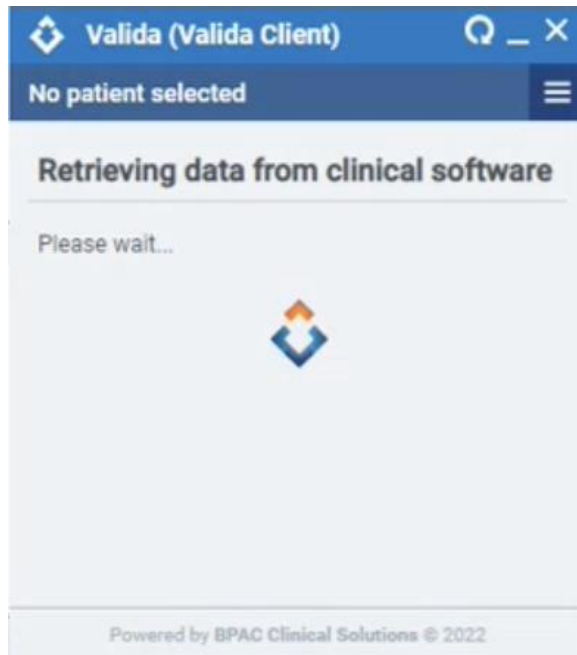 Valida (Valida Client)
No patient selected
Retrieving data from clinical software
Please wait...
Powered by BPAC Clinical Solutions © 2022